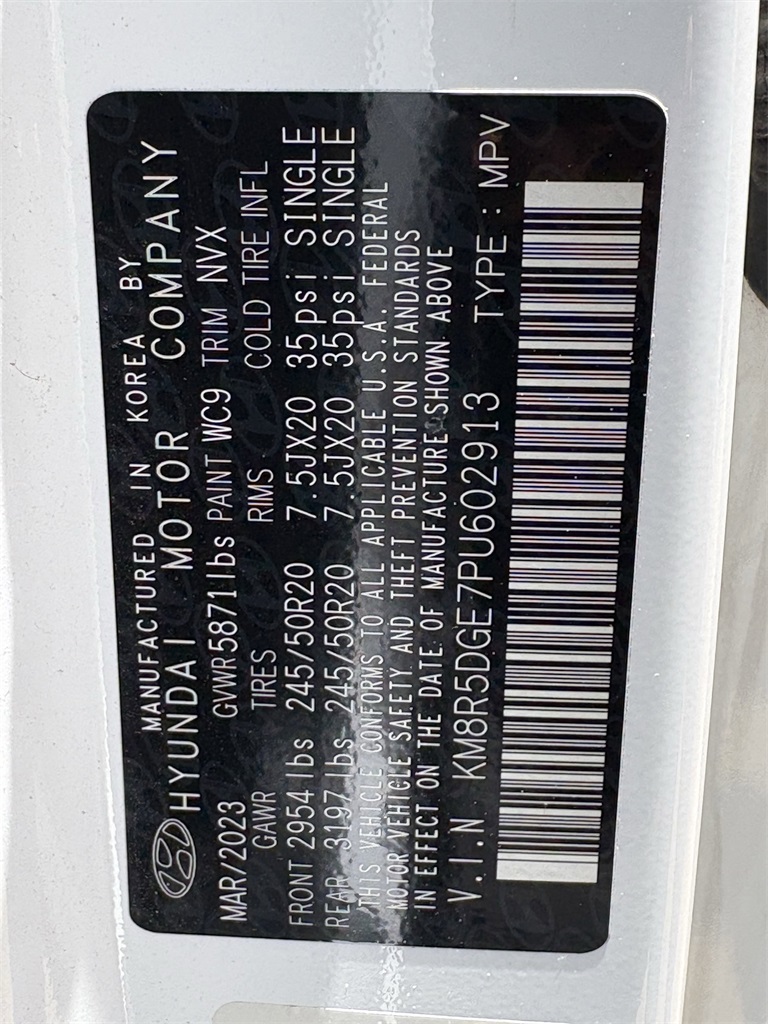 MANUFACTURED IN KOREA BY
HYUNDAI MOTOR COMPANY
MAR/2023 GVWR5871lbs PAINT WC9 TRIM NVX
GAWR TIRES RIMS COLD TIRE INFL
FRONT 2954 lbs 245/50R20 7.5JX20 35psi SINGLE
REAR 3197 lbs 245/50R20 7.5JX20 35psi SINGLE
THIS VEHICLE CONFORMS TO ALL APPLICABLE U.S.A. FEDERAL
MOTOR VEHICLE SAFETY AND THEFT PREVENTION STANDARDS
IN EFFECT ON THE DATE OF MANUFACTURE SHOWN ABOVE
V.I.N KM8R5DGE7PU602913 TYPE : MPV